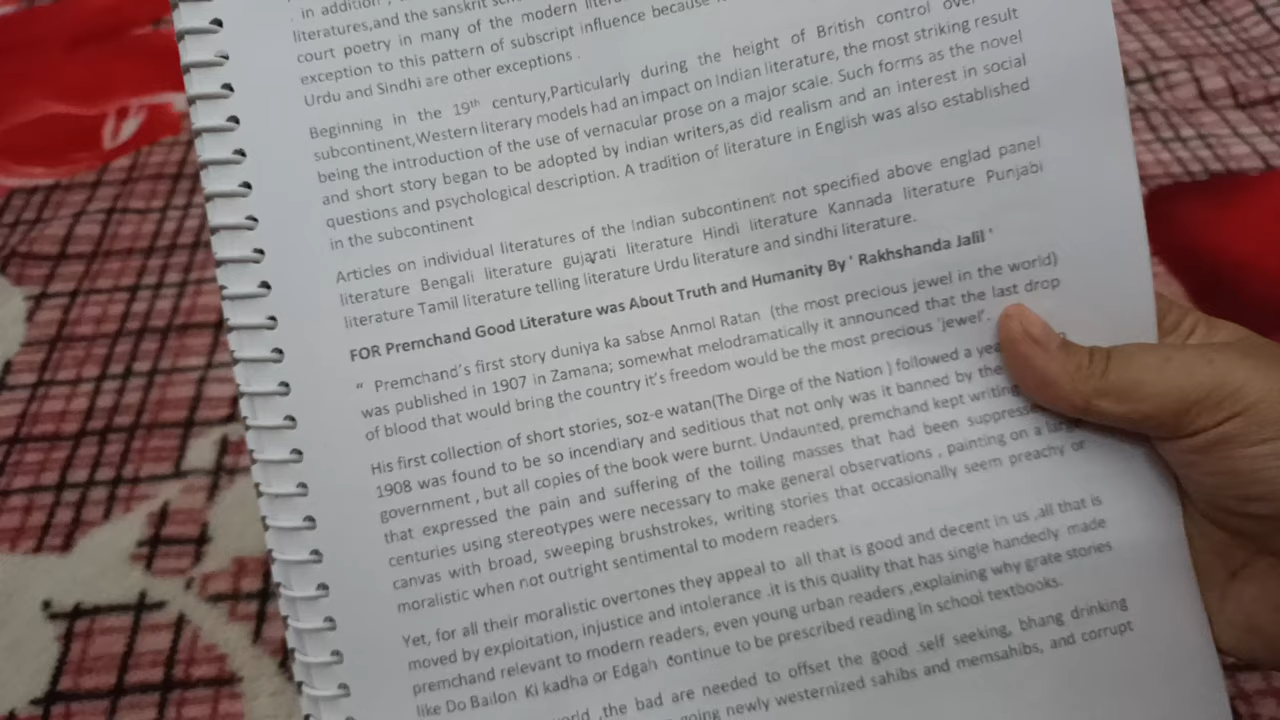 in addition ,
literatures,and the sanskrit
court poetry in many of the modern
exception to this pattern of subscript influence because
Urdu and Sindhi are other exceptions .
Beginning in the 19th century,Particularly during the height of British control over
subcontinent,Western literary models had an impact on Indian literature, the most striking result
being the introduction of the use of vernacular prose on a major scale. Such forms as the novel
and short story began to be adopted by indian writers,as did realism and an interest in social
questions and psychological description. A tradition of literature in English was also established
in the subcontinent
Articles on individual literatures of the Indian subcontinent not specified above englad panel
literature Bengali literature gujarati literature Hindi literature Kannada literature Punjabi
literature Tamil literature telling literature Urdu literature and sindhi literature.
FOR Premchand Good Literature was About Truth and Humanity By ' Rakhshanda Jalil '
“ Premchand's first story duniya ka sabse Anmol Ratan (the most precious jewel in the world)
was published in 1907 in Zamana; somewhat melodramatically it announced that the last drop
of blood that would bring the country it's freedom would be the most precious 'jewel'.
His first collection of short stories, soz-e watan(The Dirge of the Nation ) followed a
1908 was found to be so incendiary and seditious that not only was it banned by the
government , but all copies of the book were burnt. Undaunted, premchand kept writing
that expressed the pain and suffering of the toiling masses that had been
centuries using stereotypes were necessary to make general observations , painting on a
canvas with broad, sweeping brushstrokes, writing stories that occasionally seem preachy or
moralistic when not outright sentimental to modern readers
Yet, for all their moralistic overtones they appeal to all that is good and decent in us ,all that is
moved by exploitation, injustice and intolerance .it is this quality that has single handedly made
premchand relevant to modern readers, even young urban readers ,explaining why grate stories
like Do Bailon Ki kadha or Edgah continue to be prescribed reading in school textbooks.
,the bad are needed to offset the good .self seeking, bhang drinking
going newly westernized sahibs and memsahibs, and corrupt